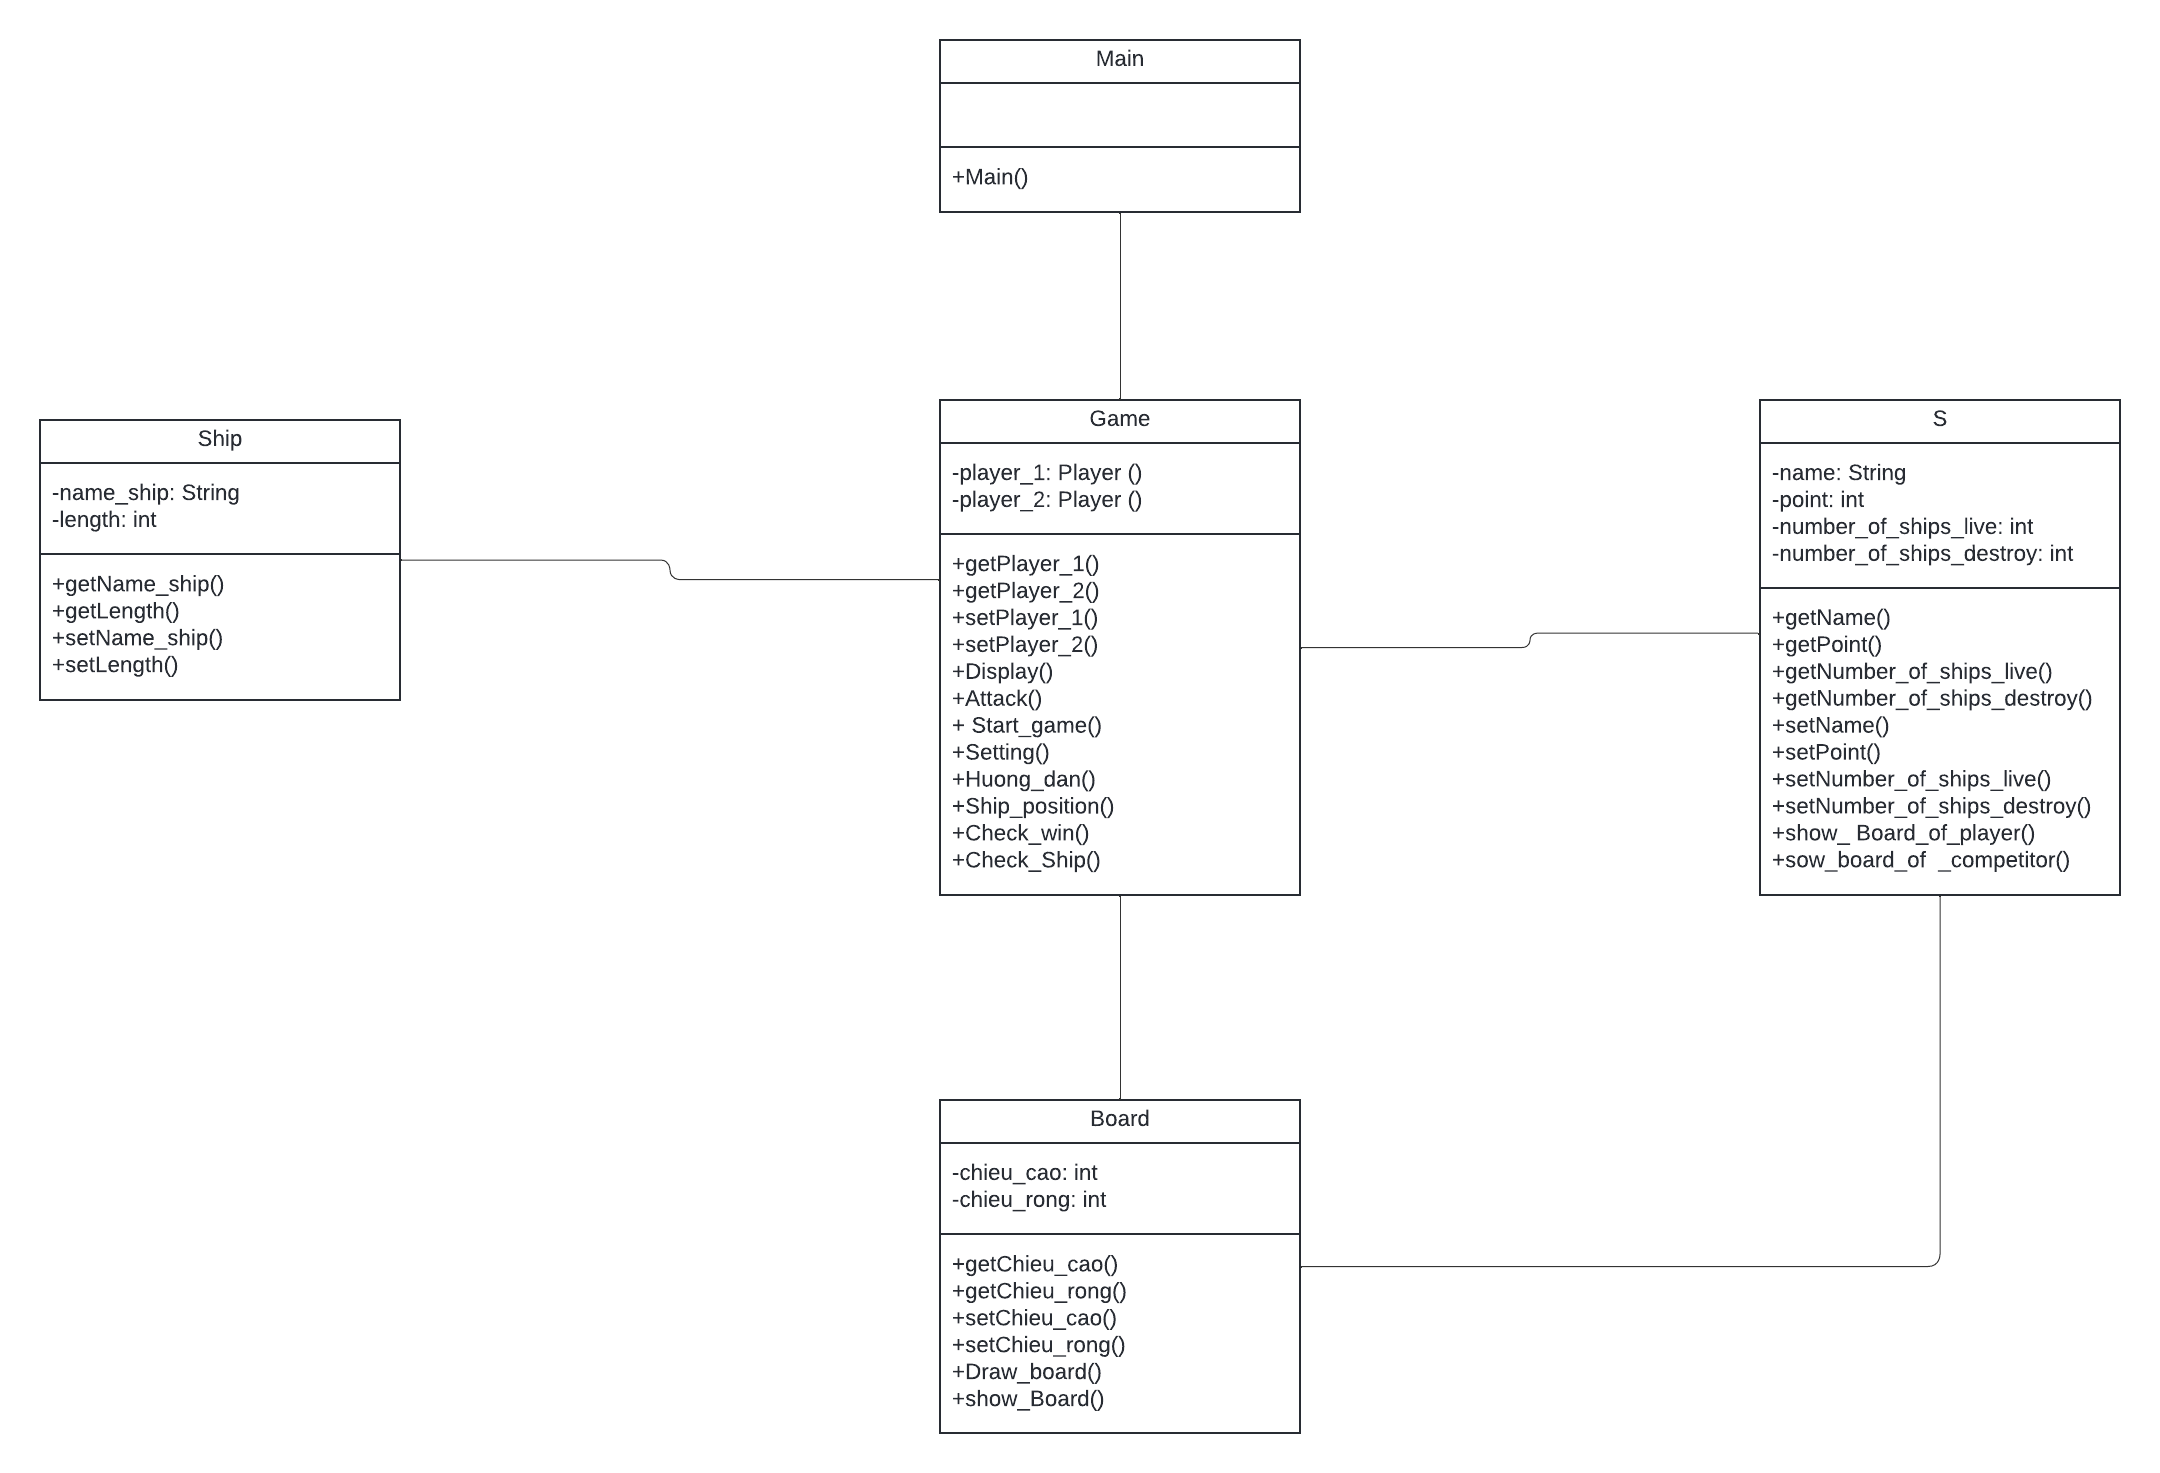 Main
+Main()
Ship
-name_ship: String
-length: int
+getName_ship()
+getLength()
+setName_ship()
+setLength()
Game
-player_1: Player ()
-player_2: Player ()
+getPlayer_1()
+getPlayer_2()
+setPlayer_1()
+setPlayer_2()
+Display()
+Attack()
+ Start_game()
+Setting()
+Huong_dan()
+Ship_position()
+Check_win()
+Check_Ship()
S
-name: String
-point: int
-number_of_ships_live: int
-number_of_ships_destroy: int
+getName()
+getPoint()
+getNumber_of_ships_live()
+getNumber_of_ships_destroy()
+setName()
+setPoint()
+setNumber_of_ships_live()
+setNumber_of_ships_destroy()
+show_ Board_of_player()
+sow_board_of  _competitor()
Board
-chieu_cao: int
-chieu_rong: int
+getChieu_cao()
+getChieu_rong()
+setChieu_cao()
+setChieu_rong()
+Draw_board()
+show_Board()